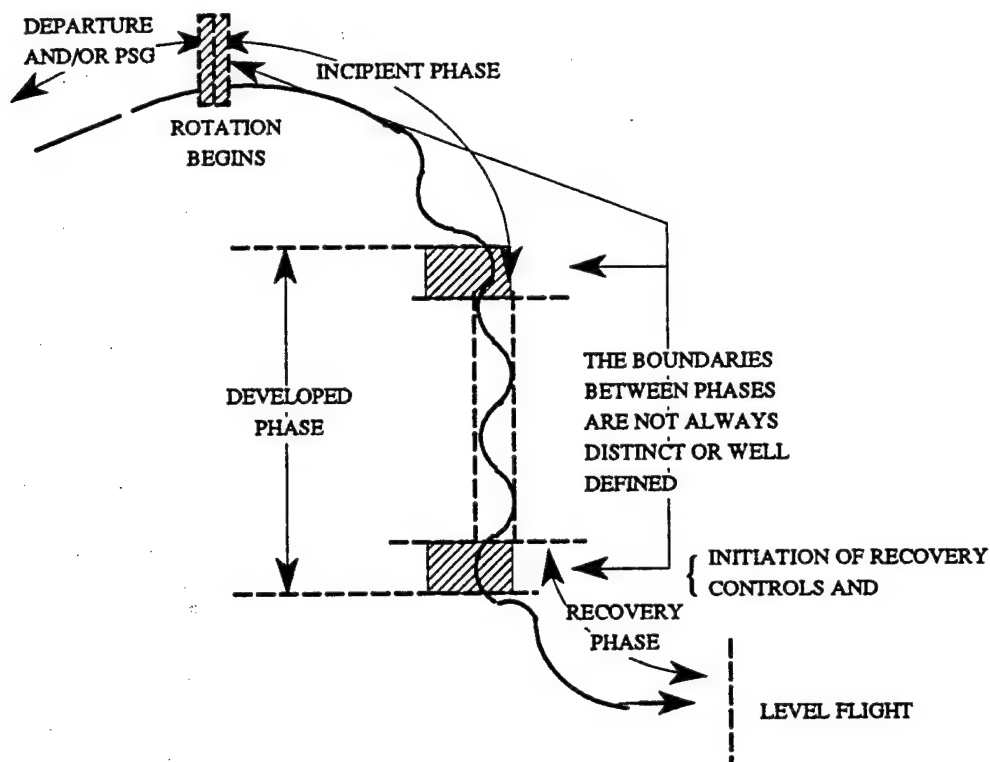 DEPARTURE
AND/OR PSG
INCIPIENT PHASE
ROTATION
BEGINS
THE BOUNDARIES
BETWEEN PHASES
ARE NOT ALWAYS
DISTINCT OR WELL
DEFINED
DEVELOPED
PHASE
INITIATION OF RECOVERY
CONTROLS AND
RECOVERY
PHASE
LEVEL FLIGHT